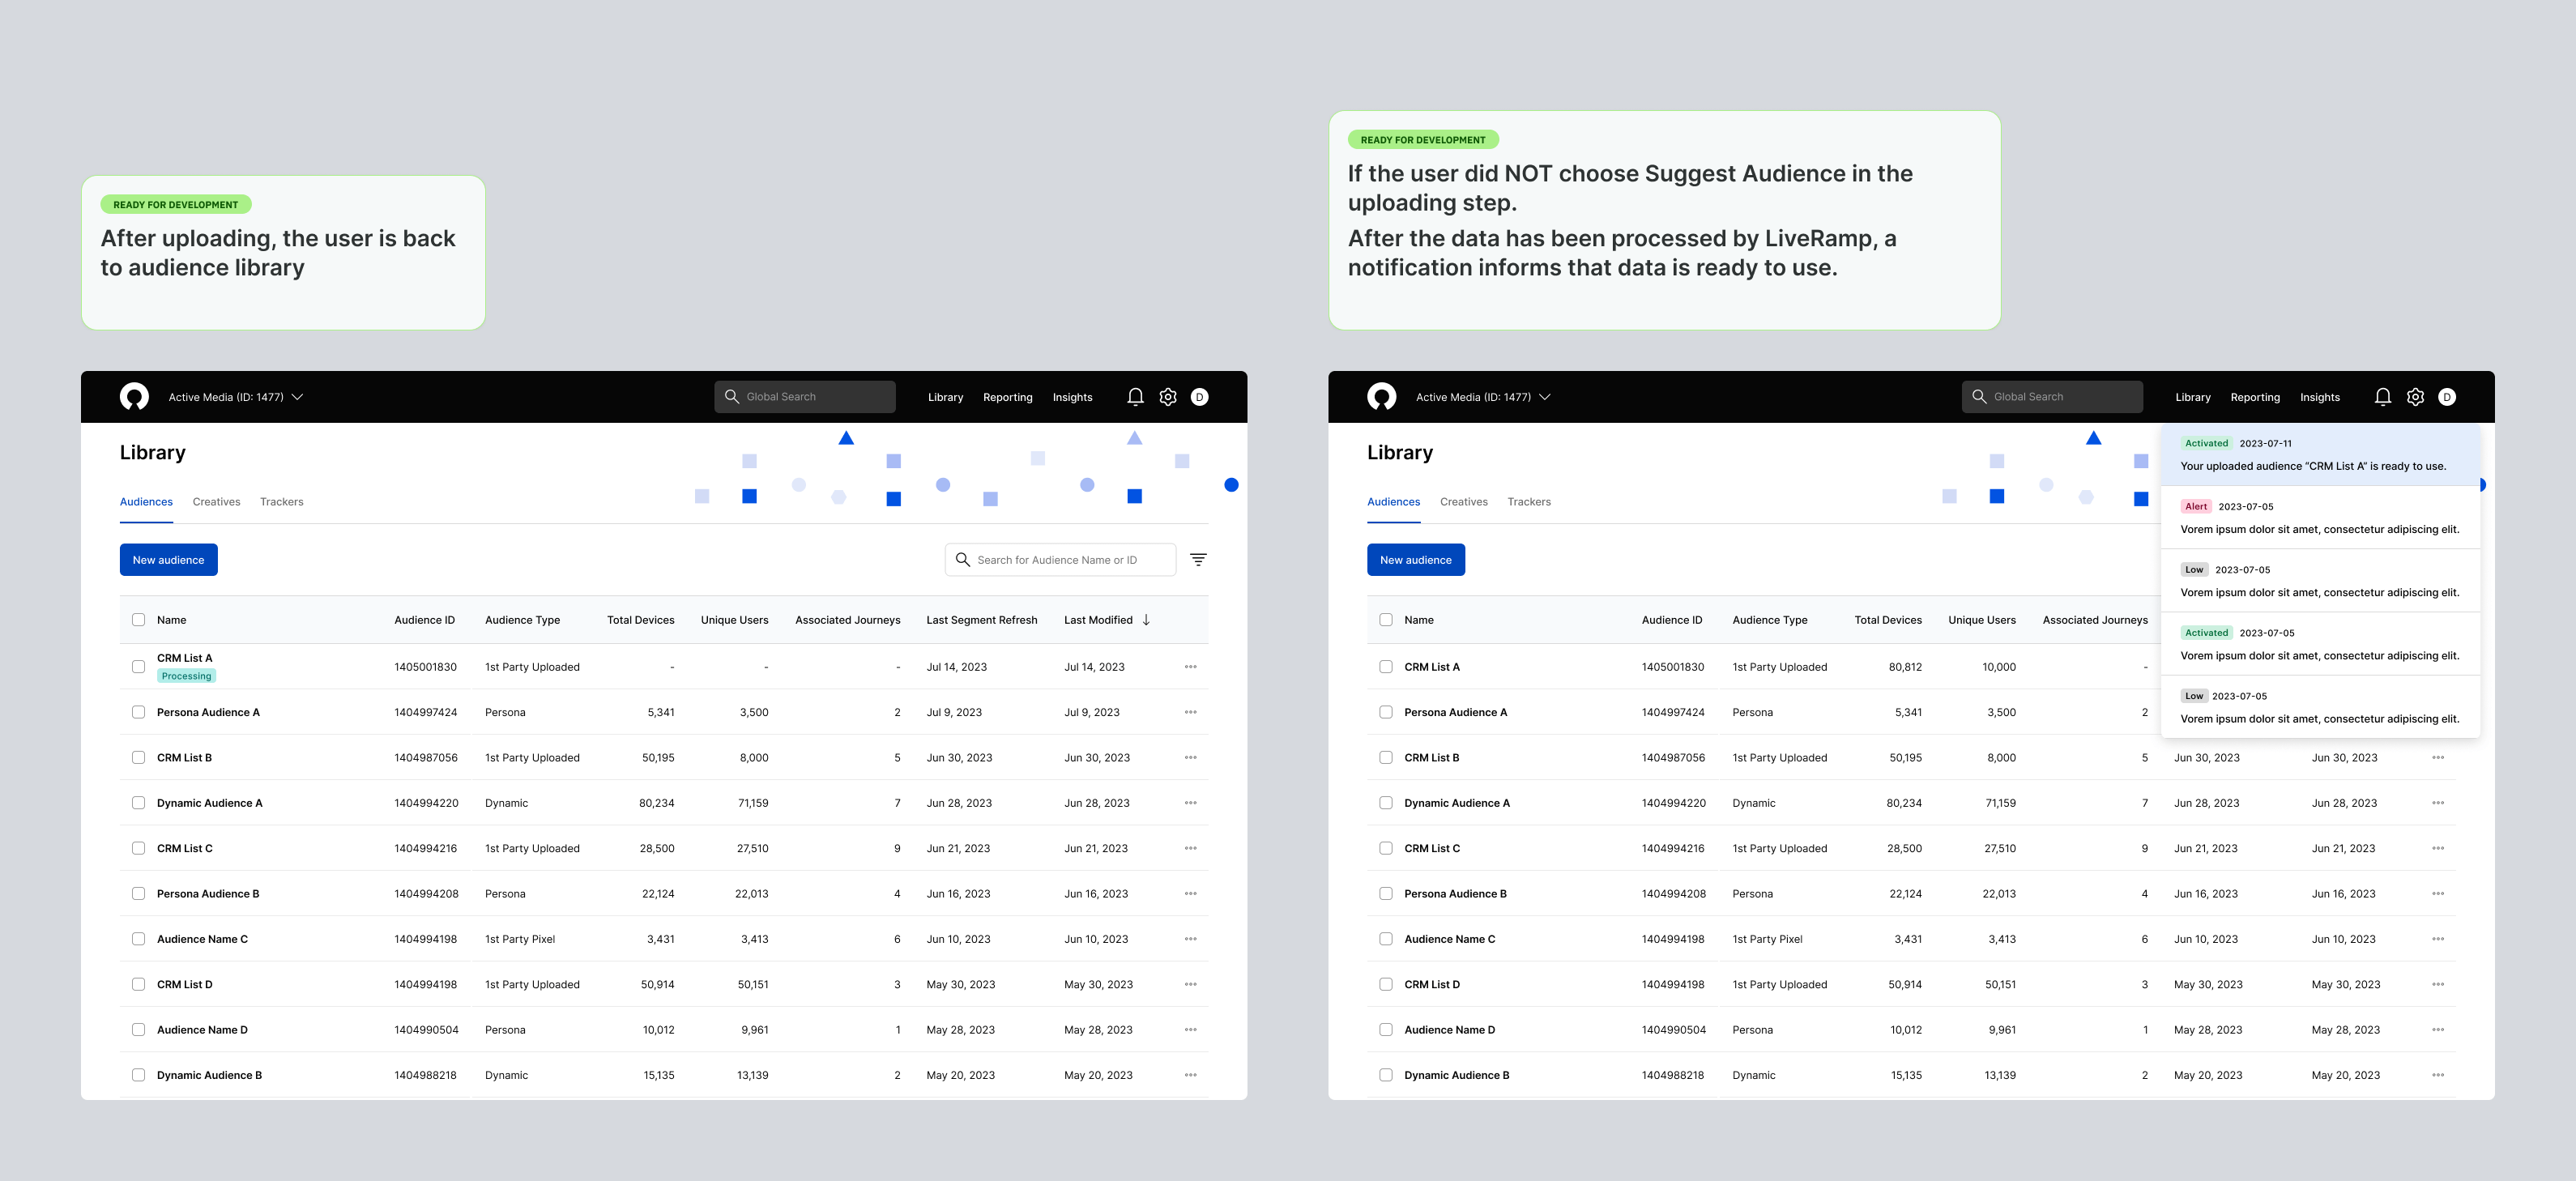 READY FOR DEVELOPMENT
After uploading, the user is back
to audience library
READY FOR DEVELOPMENT
If the user did NOT choose Suggest Audience in the
uploading step.
After the data has been processed by LiveRamp, a
notification informs that data is ready to use.
Active Media (ID: 1477)
Global Search
Library Reporting Insights D
Library
Audiences Creatives Trackers
New audience
Search for Audience Name or ID
Name Audience ID Audience Type Total Devices Unique Users Associated Journeys Last Segment Refresh Last Modified
CRM List A 1405001830 1st Party Uploaded - - - Jul 14, 2023 Jul 14, 2023
Processing
Persona Audience A 1404997424 Persona 5,341 3,500 2 Jul 9, 2023 Jul 9, 2023
CRM List B 1404987056 1st Party Uploaded 50,195 8,000 5 Jun 30, 2023 Jun 30, 2023
Dynamic Audience A 1404994220 Dynamic 80,234 71,159 7 Jun 28, 2023 Jun 28, 2023
CRM List C 1404994216 1st Party Uploaded 28,500 27,510 9 Jun 21, 2023 Jun 21, 2023
Persona Audience B 1404994208 Persona 22,124 22,013 4 Jun 16, 2023 Jun 16, 2023
Audience Name C 1404994198 1st Party Pixel 3,431 3,413 6 Jun 10, 2023 Jun 10, 2023
CRM List D 1404994198 1st Party Uploaded 50,914 50,151 3 May 30, 2023 May 30, 2023
Audience Name D 1404990504 Persona 10,012 9,961 1 May 28, 2023 May 28, 2023
Dynamic Audience B 1404988218 Dynamic 15,135 13,139 2 May 20, 2023 May 20, 2023
Active Media (ID: 1477)
Global Search
Library Reporting Insights D
Library
Audiences Creatives Trackers
New audience
Activated 2023-07-11
Your uploaded audience “CRM List A” is ready to use.
Alert 2023-07-05
Vorem ipsum dolor sit amet, consectetur adipiscing elit.
Low 2023-07-05
Vorem ipsum dolor sit amet, consectetur adipiscing elit.
Activated 2023-07-05
Vorem ipsum dolor sit amet, consectetur adipiscing elit.
Low 2023-07-05
Vorem ipsum dolor sit amet, consectetur adipiscing elit.
Name Audience ID Audience Type Total Devices Unique Users Associated Journeys
CRM List A 1405001830 1st Party Uploaded 80,812 10,000 -
Persona Audience A 1404997424 Persona 5,341 3,500 2
CRM List B 1404987056 1st Party Uploaded 50,195 8,000 5 Jun 30, 2023 Jun 30, 2023
Dynamic Audience A 1404994220 Dynamic 80,234 71,159 7 Jun 28, 2023 Jun 28, 2023
CRM List C 1404994216 1st Party Uploaded 28,500 27,510 9 Jun 21, 2023 Jun 21, 2023
Persona Audience B 1404994208 Persona 22,124 22,013 4 Jun 16, 2023 Jun 16, 2023
Audience Name C 1404994198 1st Party Pixel 3,431 3,413 6 Jun 10, 2023 Jun 10, 2023
CRM List D 1404994198 1st Party Uploaded 50,914 50,151 3 May 30, 2023 May 30, 2023
Audience Name D 1404990504 Persona 10,012 9,961 1 May 28, 2023 May 28, 2023
Dynamic Audience B 1404988218 Dynamic 15,135 13,139 2 May 20, 2023 May 20, 2023